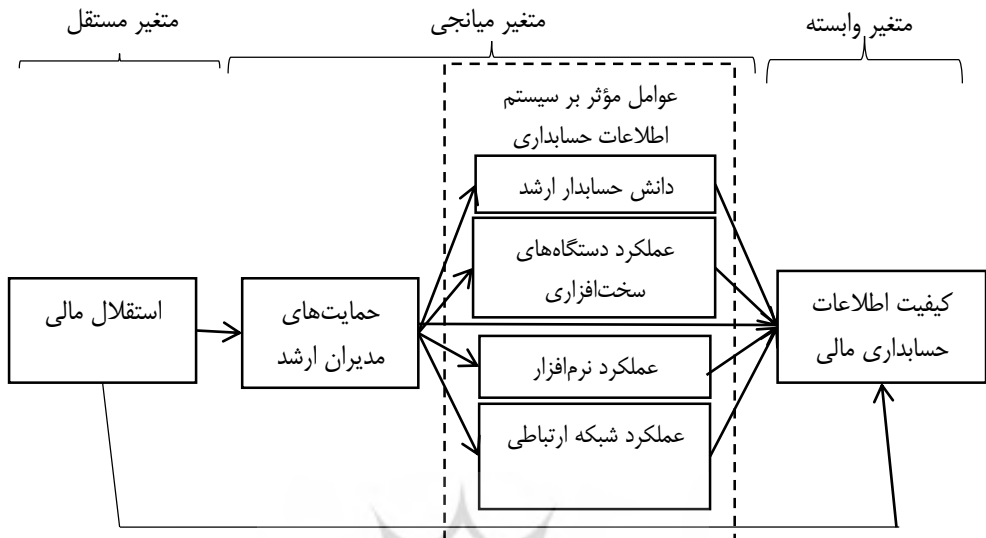 متغیر وابسته
متغیر میانجی
متغیر مستقل
عوامل مؤثر بر سیستم
اطلاعات حسابداری
دانش حسابدار ارشد
عملکرد دستگاه‌های
سخت‌افزاری
کیفیت اطلاعات
حسابداری مالی
حمایت‌های
مدیران ارشد
استقلال مالی
عملکرد نرم‌افزار
عملکرد شبکه ارتباطی